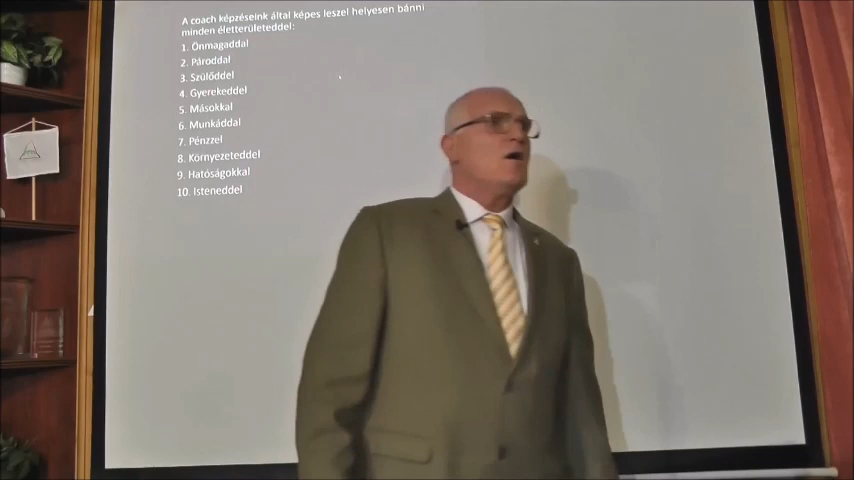 A coach képzéseink által képes leszel helyesen bánni
minden életterületeddel:
1. Önmagaddal
2. Pároddal
3. Szülőddel
4. Gyerekeddel
5. Másokkal
6. Munkáddal
7. Pénzzel
8. Környezeteddel
9. Hatóságokkal
10. Isteneddel